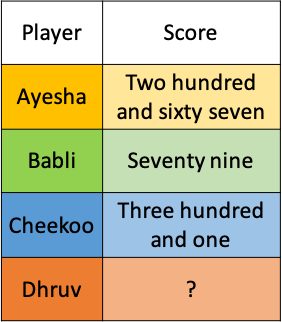 Player Score
Ayesha Two hundred
and sixty seven
Babli Seventy nine
Cheekoo Three hundred
and one
Dhruv ?